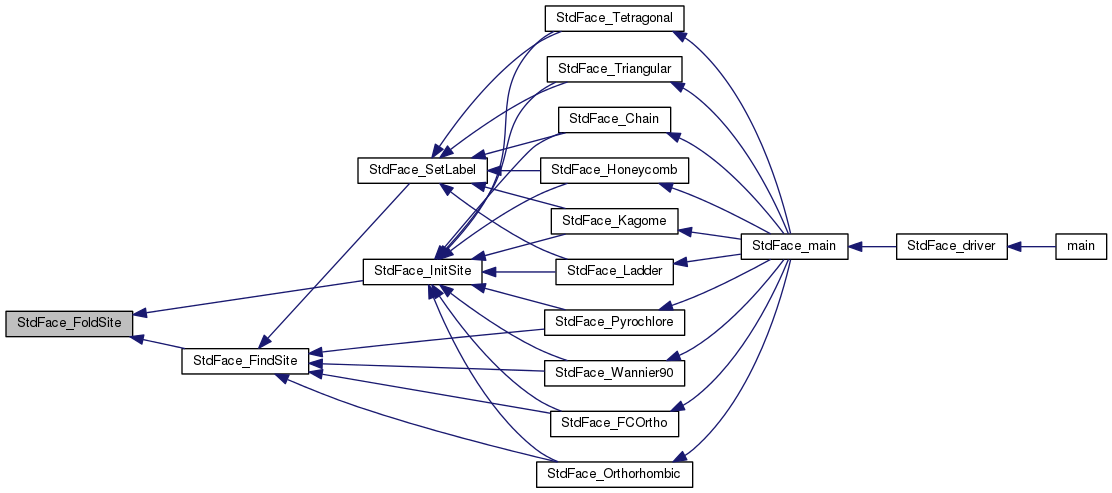 StdFace_Tetragonal
StdFace_Triangular
StdFace_Chain
StdFace_SetLabel
StdFace_Honeycomb
StdFace_Kagome
StdFace_main
StdFace_driver
main
StdFace_InitSite
StdFace_Ladder
StdFace_FoldSite
StdFace_Pyrochlore
StdFace_FindSite
StdFace_Wannier90
StdFace_FCOrtho
StdFace_Orthorhombic